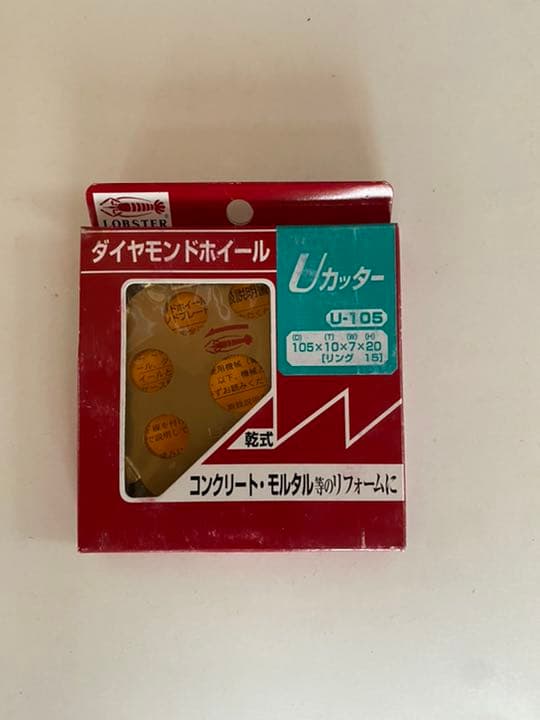 LOBSTER
ダイヤモンドホイール
Uカッター
U-105
(D) (T) (W) (H)
105×10×7×20
[リング 15]
乾式
コンクリート・モルタル等のリフォームに